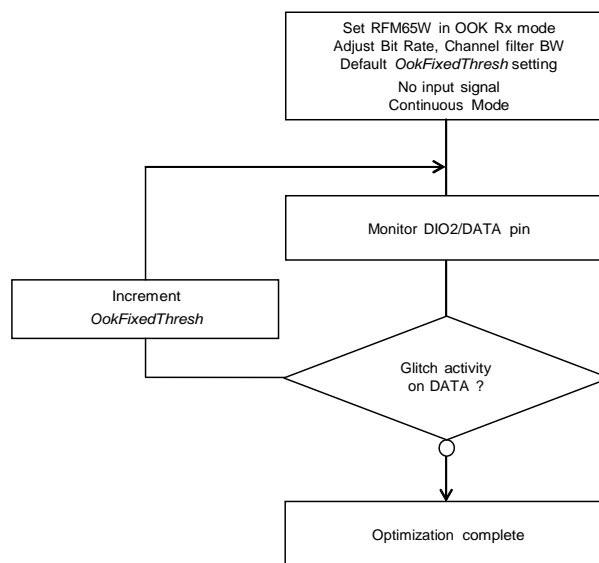 Set RFM65W in OOK Rx mode
Adjust Bit Rate, Channel filter BW
Default OokFixedThresh setting
No input signal
Continuous Mode
Monitor DIO2/DATA pin
Increment
OokFixedThresh
Glitch activity
on DATA ?
Optimization complete